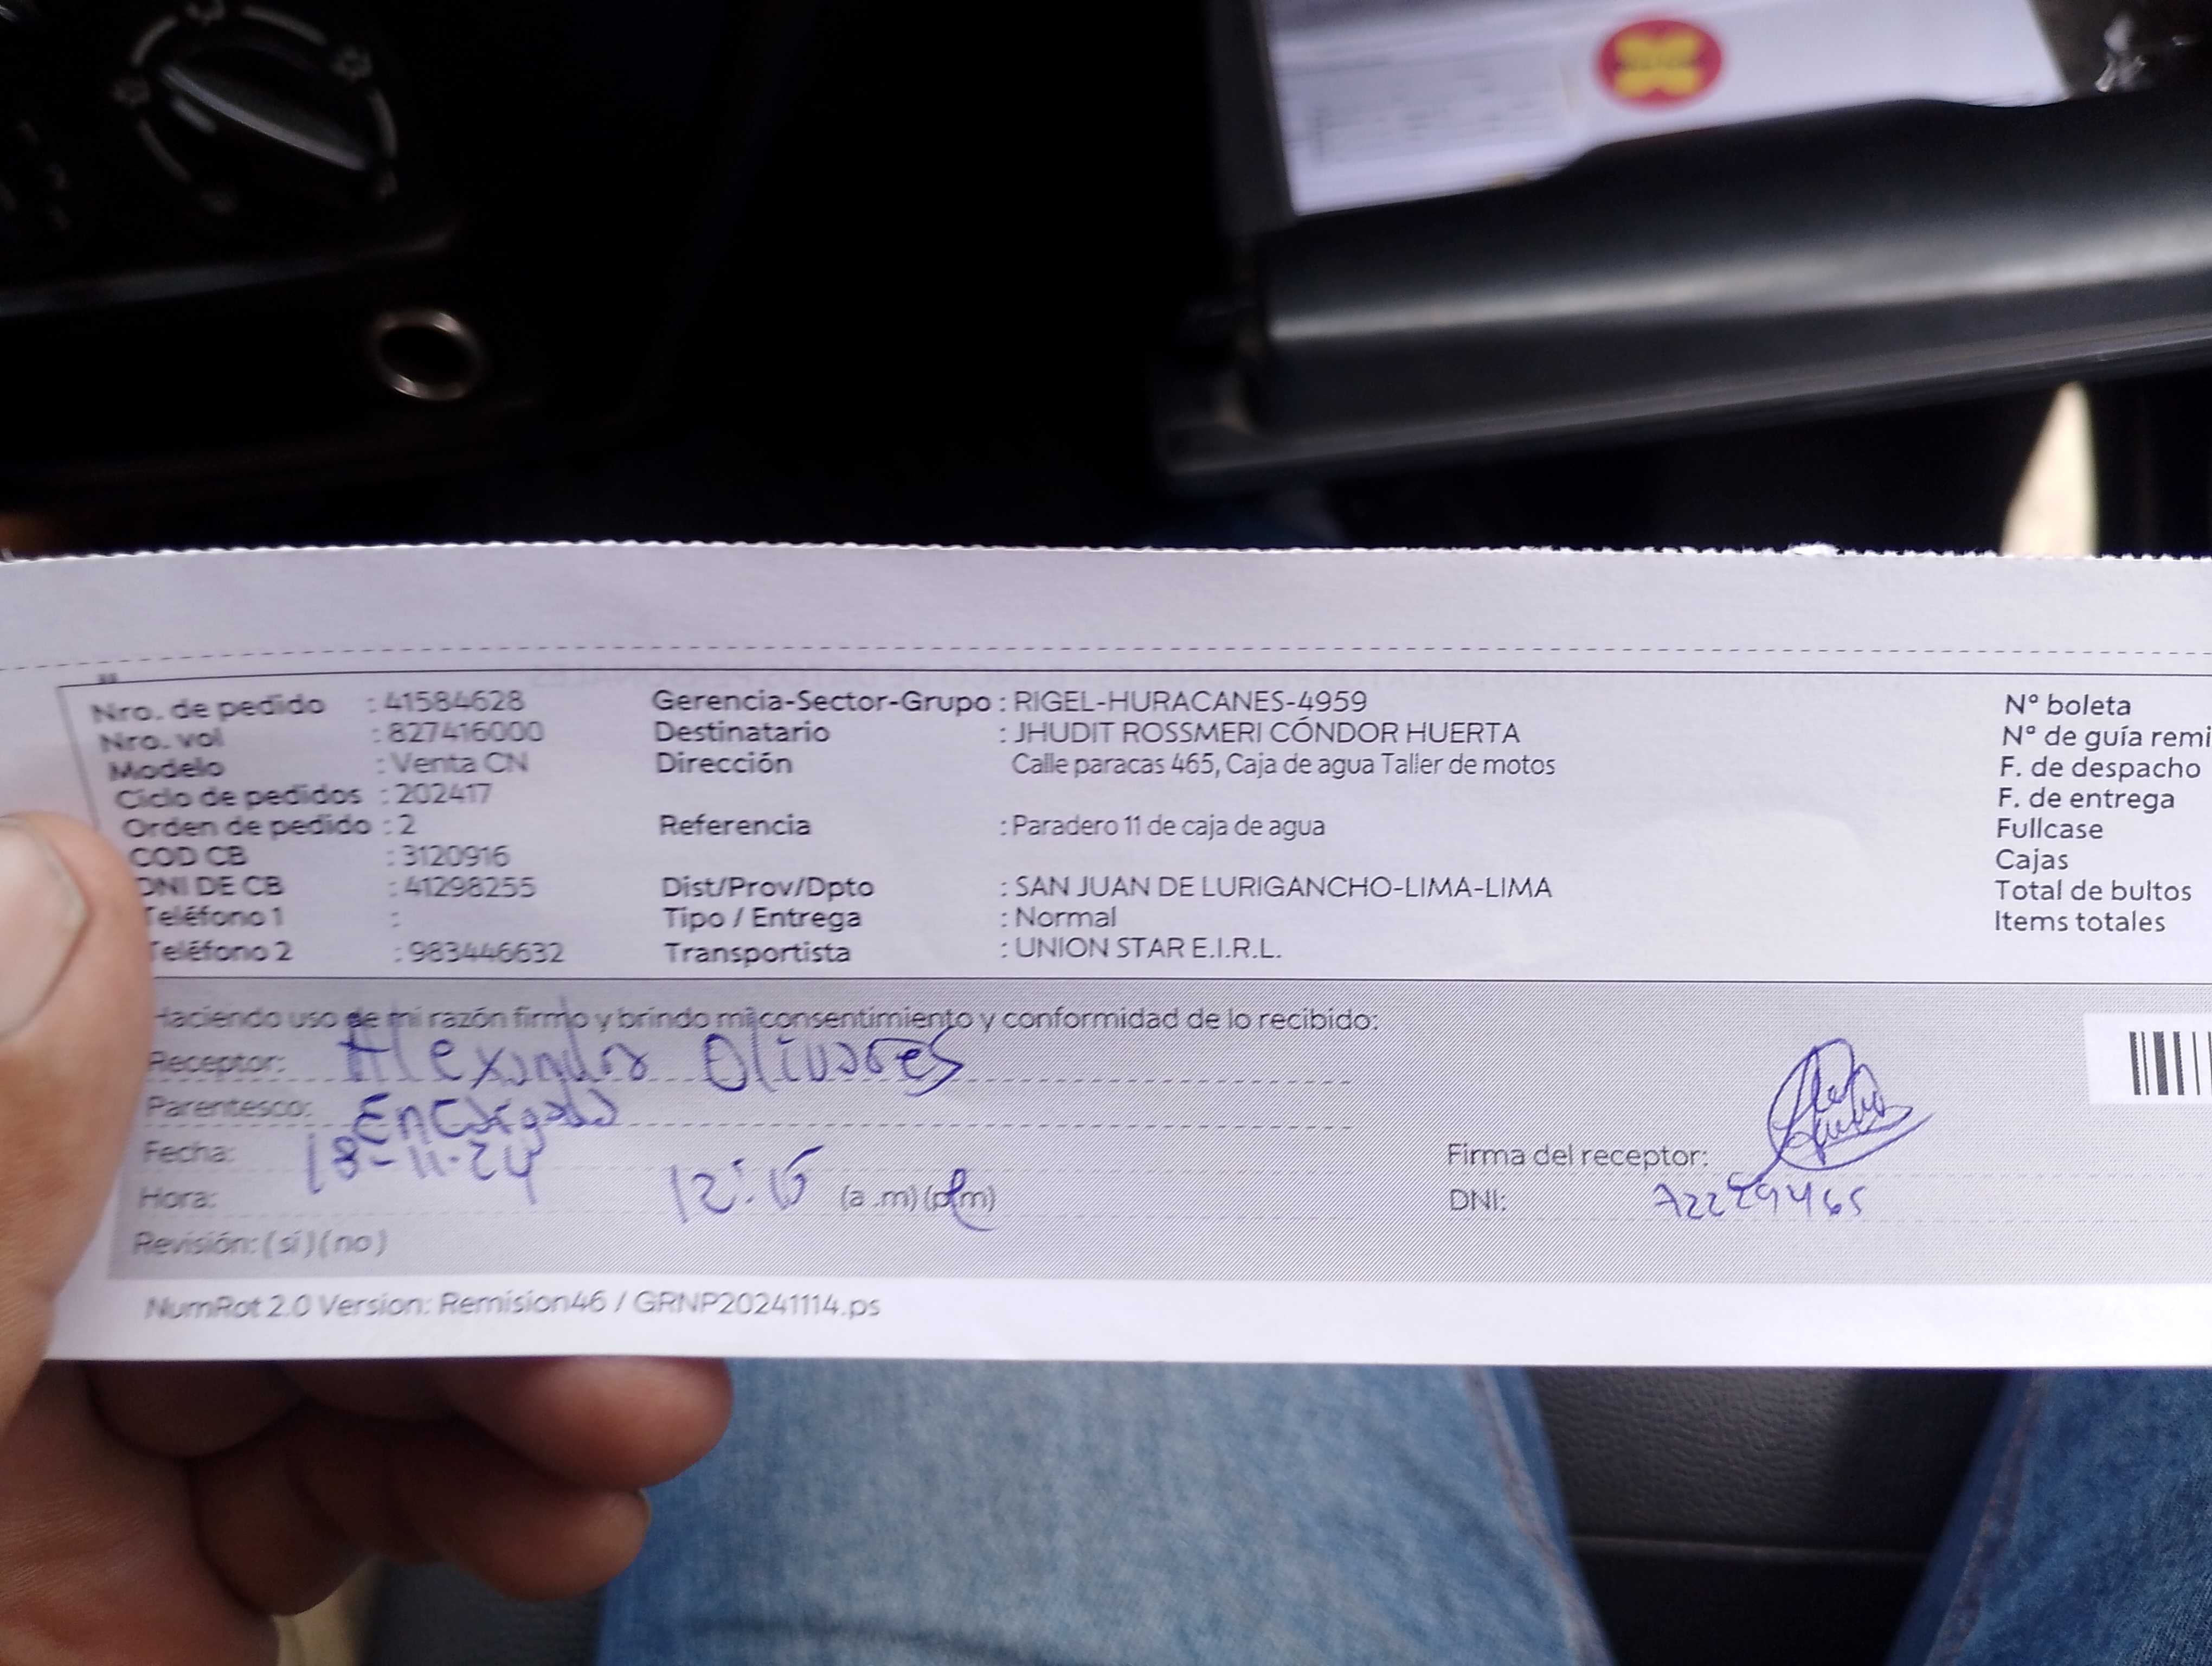 Nro. de pedido : 41584628 Gerencia-Sector-Grupo : RIGEL-HURACANES-4959 N° boleta
Nro. vol : 827416000 Destinatario : JHUDIT ROSSMERI CÓNDOR HUERTA N° de guía remi
Modelo : Venta CN Dirección Calle paracas 465, Caja de agua Taller de motos F. de despacho
Ciclo de pedidos : 202417 F. de entrega
Orden de pedido : 2 Referencia : Paradero 11 de caja de agua Fullcase
COD CB : 3120916 Cajas
DNI DE CB : 41298255 Dist/Prov/Dpto : SAN JUAN DE LURIGANCHO-LIMA-LIMA Total de bultos
Teléfono 1 : Tipo / Entrega : Normal Items totales
Teléfono 2 : 983446632 Transportista : UNION STAR E.I.R.L.
Haciendo uso de mi razón firmo y brindo mi consentimiento y conformidad de lo recibido:
Receptor: Alexandro Olivares
Parentesco: Encargado
Fecha: 18-11-24 Firma del receptor:
Hora: 12: (a .m) (p.m) DNI: 72229465
Revisión: (sí) (no)
NumRot 2.0 Version: Remision46 / GRNP20241114.ps